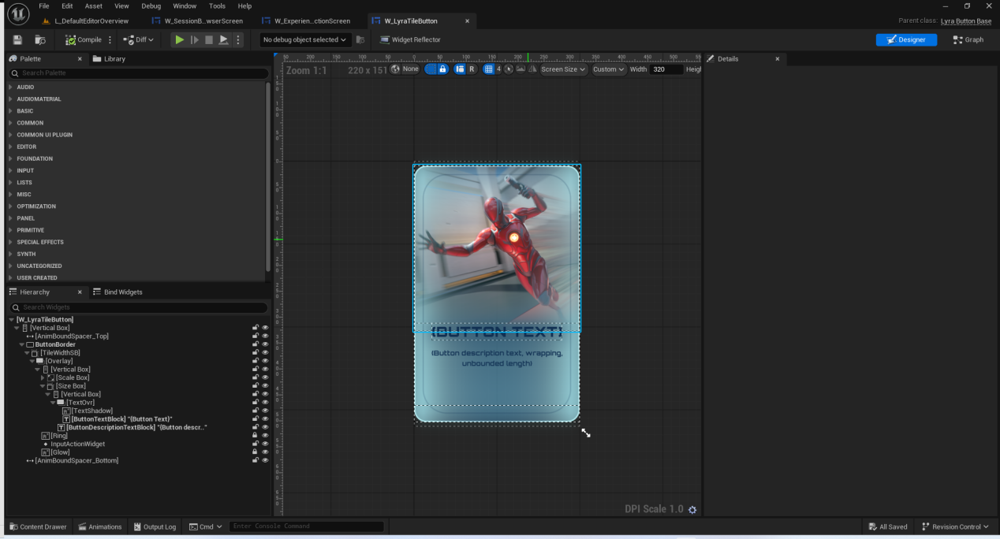 File Edit Asset View Debug Window Tools Help
L_DefaultEditorOverview W_SessionB...wserScreen W_Experien...ctionScreen W_LyraTileButton
Parent class: Lyra Button Base
Compile Diff No debug object selected Widget Reflector Designer Graph
Palette Library
Search Palette
AUDIO
AUDIOMATERIAL
BASIC
COMMON
COMMON UI PLUGIN
EDITOR
FOUNDATION
INPUT
LISTS
MISC
OPTIMIZATION
PANEL
PRIMITIVE
SPECIAL EFFECTS
SYNTH
UNCATEGORIZED
USER CREATED
Hierarchy Bind Widgets
Search Widgets
[W_LyraTileButton]
[Vertical Box]
[AnimBoundSpacer_Top]
ButtonBorder
[TileWidthSB]
[Overlay]
[Vertical Box]
[Scale Box]
[Size Box]
[Vertical Box]
[TextOvr]
[TextShadow]
[ButtonTextBlock] "{Button Text}"
[ButtonDescriptionTextBlock] "{Button descr.."
[Ring]
InputActionWidget
[Glow]
[AnimBoundSpacer_Bottom]
Zoom 1:1 220 x 151 None R 4 Screen Size Custom Width 320 Heigl
{BUTTON TEXT}
{Button description text, wrapping,
unbounded length}
DPI Scale 1.0
Details
Content Drawer Animations Output Log Cmd Enter Console Command All Saved Revision Control